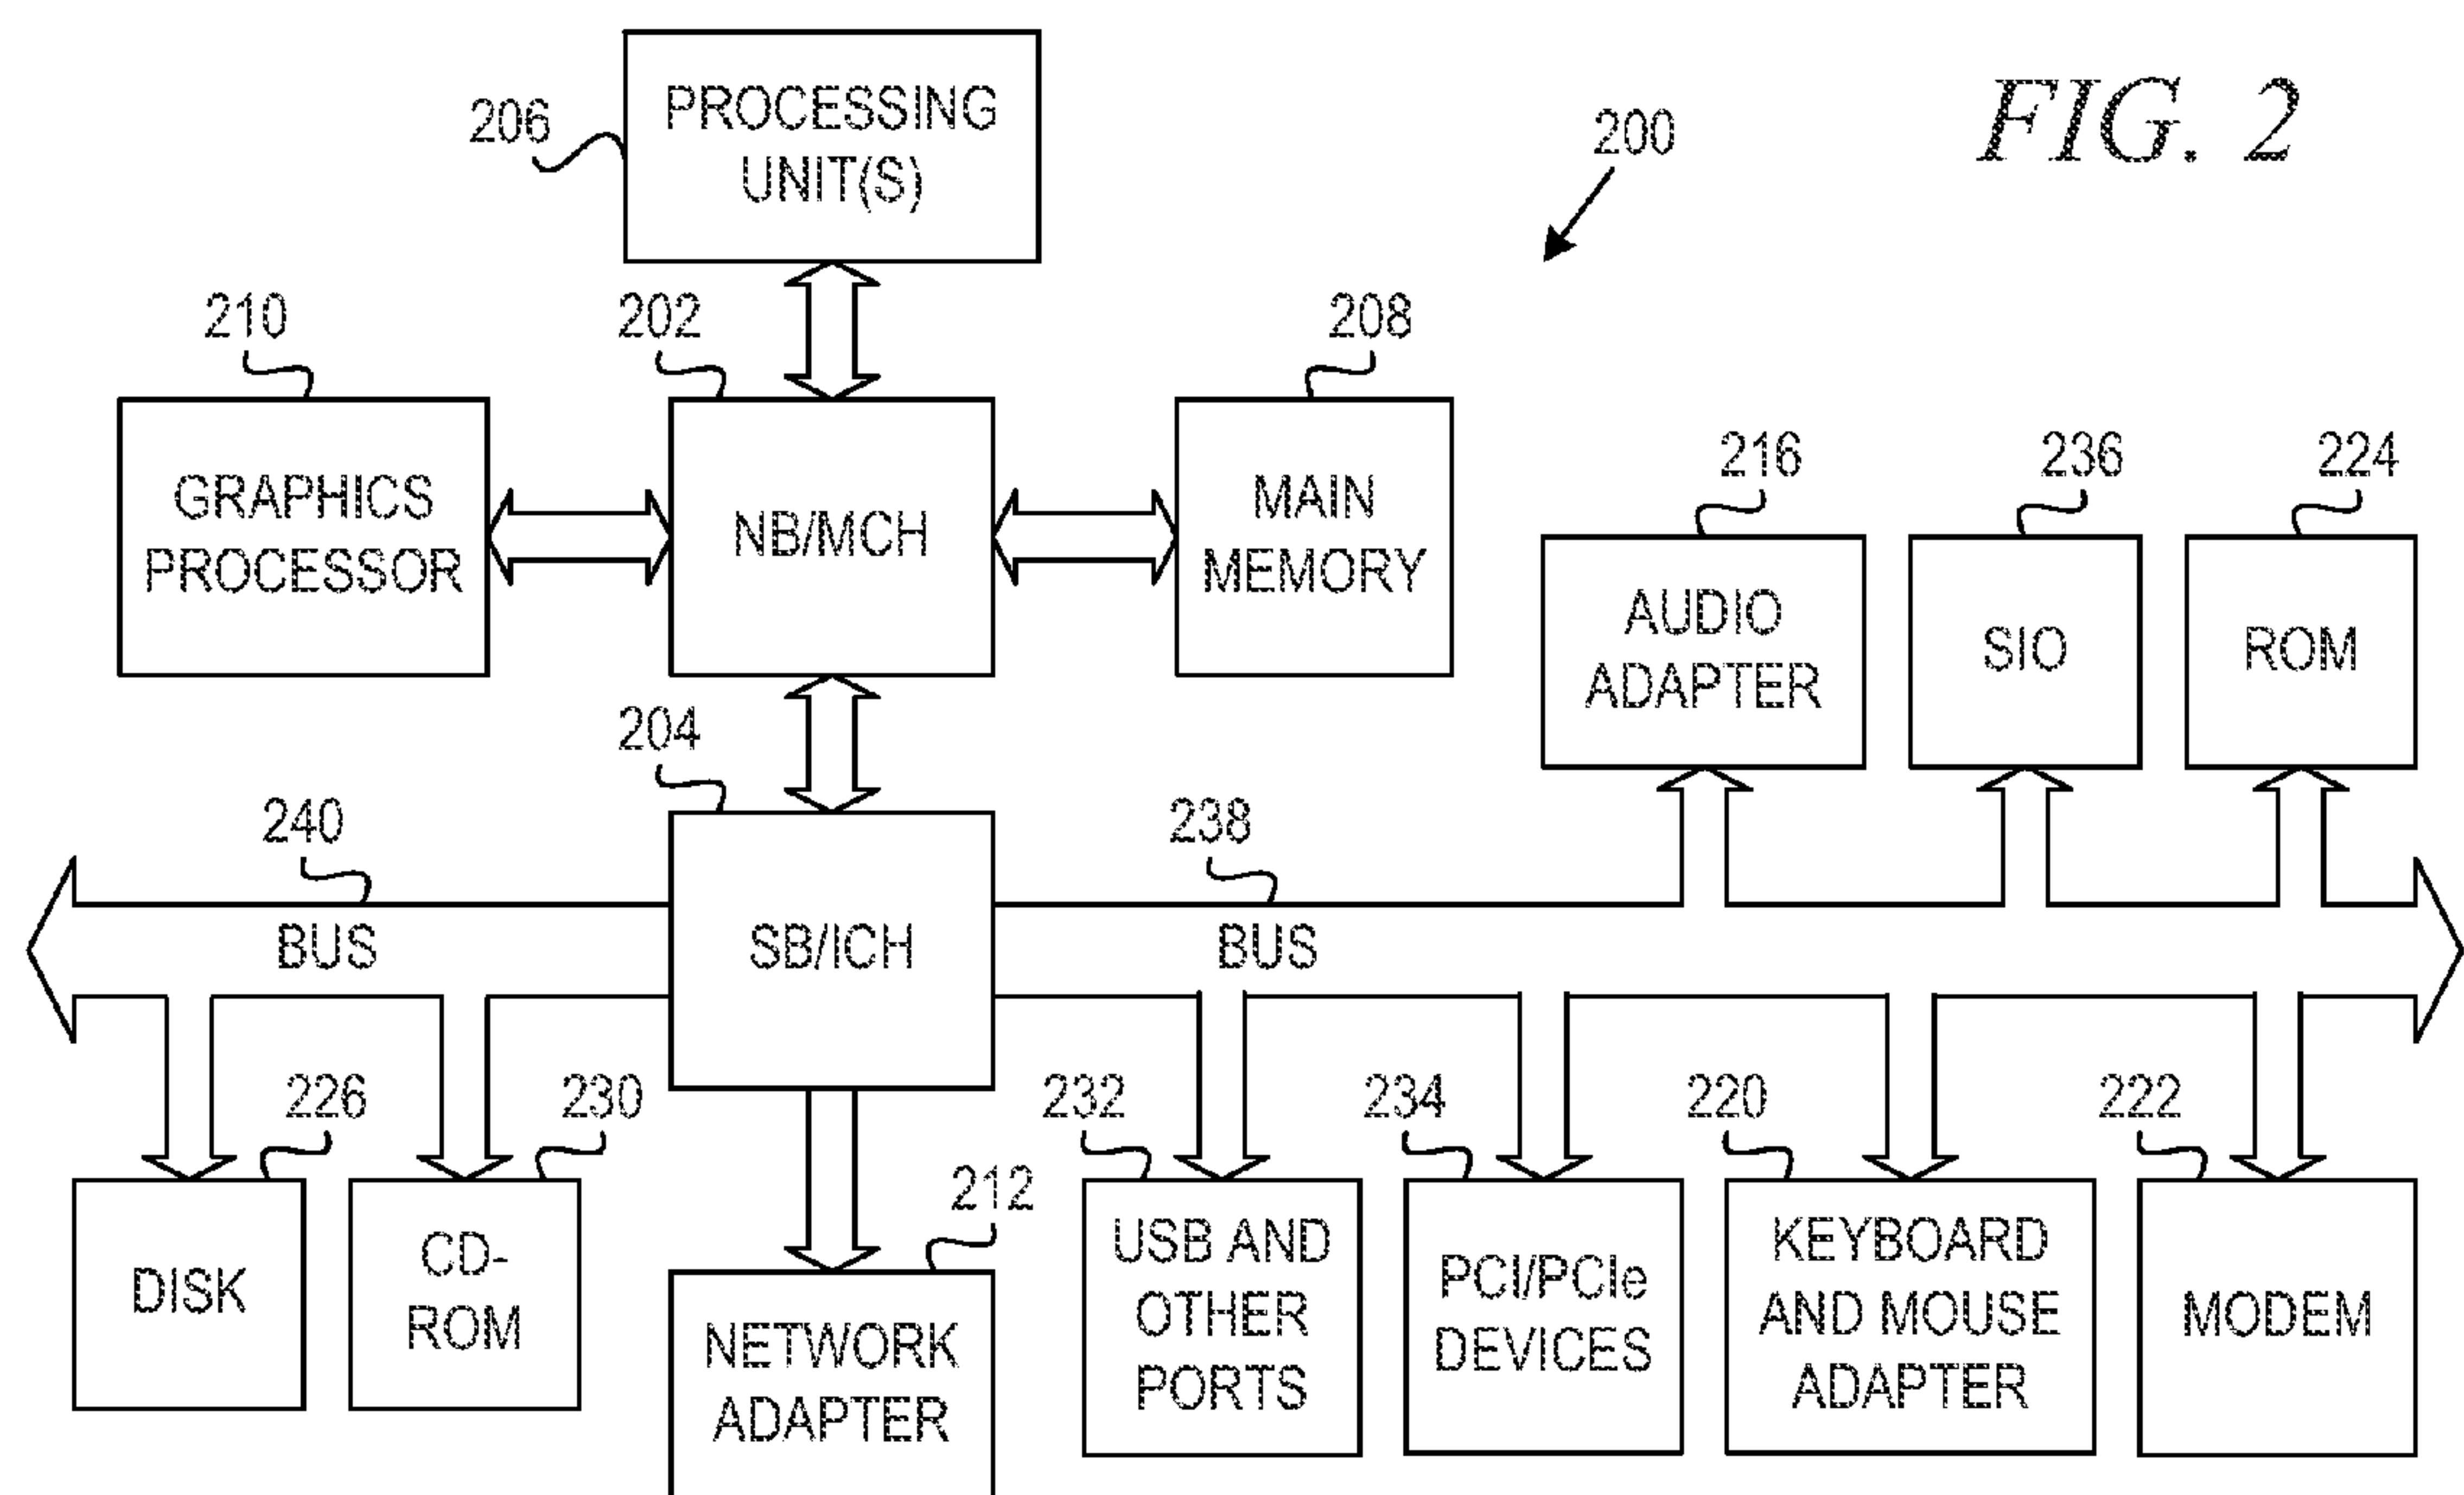 FIG. 2
200
206
PROCESSING
UNIT(S)
210
202
208
GRAPHICS
PROCESSOR
NB/MCH
MAIN
MEMORY
216
236
224
AUDIO
ADAPTER
SIO
ROM
204
240
238
BUS
SB/ICH
BUS
226
230
212
232
234
220
222
DISK
CD-
ROM
NETWORK
ADAPTER
USB AND
OTHER
PORTS
PCI/PCIe
DEVICES
KEYBOARD
AND MOUSE
ADAPTER
MODEM